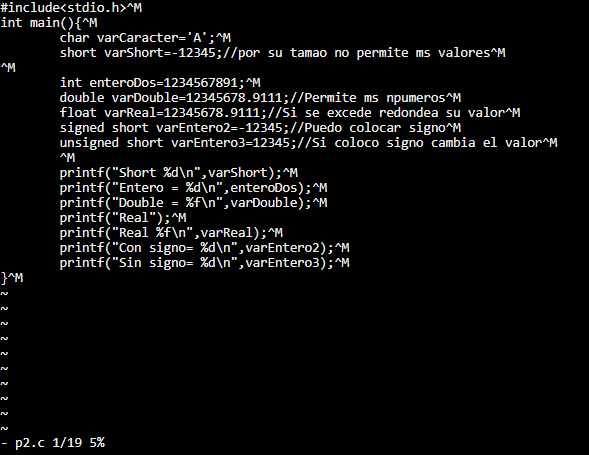 #include<stdio.h>^M
int main(){^M
        char varCaracter='A';^M
        short varShort=-12345;//por su tamao no permite ms valores^M
^M
        int enteroDos=1234567891;^M
        double varDouble=12345678.9111;//Permite ms npumeros^M
        float varReal=12345678.9111;//Si se excede redondea su valor^M
        signed short varEntero2=-12345;//Puedo colocar signo^M
        unsigned short varEntero3=12345;//Si coloco signo cambia el valor^M
        ^M
        printf("Short %d\n",varShort);^M
        printf("Entero = %d\n",enteroDos);^M
        printf("Double = %f\n",varDouble);^M
        printf("Real");^M
        printf("Real %f\n",varReal);^M
        printf("Con signo= %d\n",varEntero2);^M
        printf("Sin signo= %d\n",varEntero3);^M
}^M
~
~
~
~
~
~
~
~
~
~
- p2.c 1/19 5%